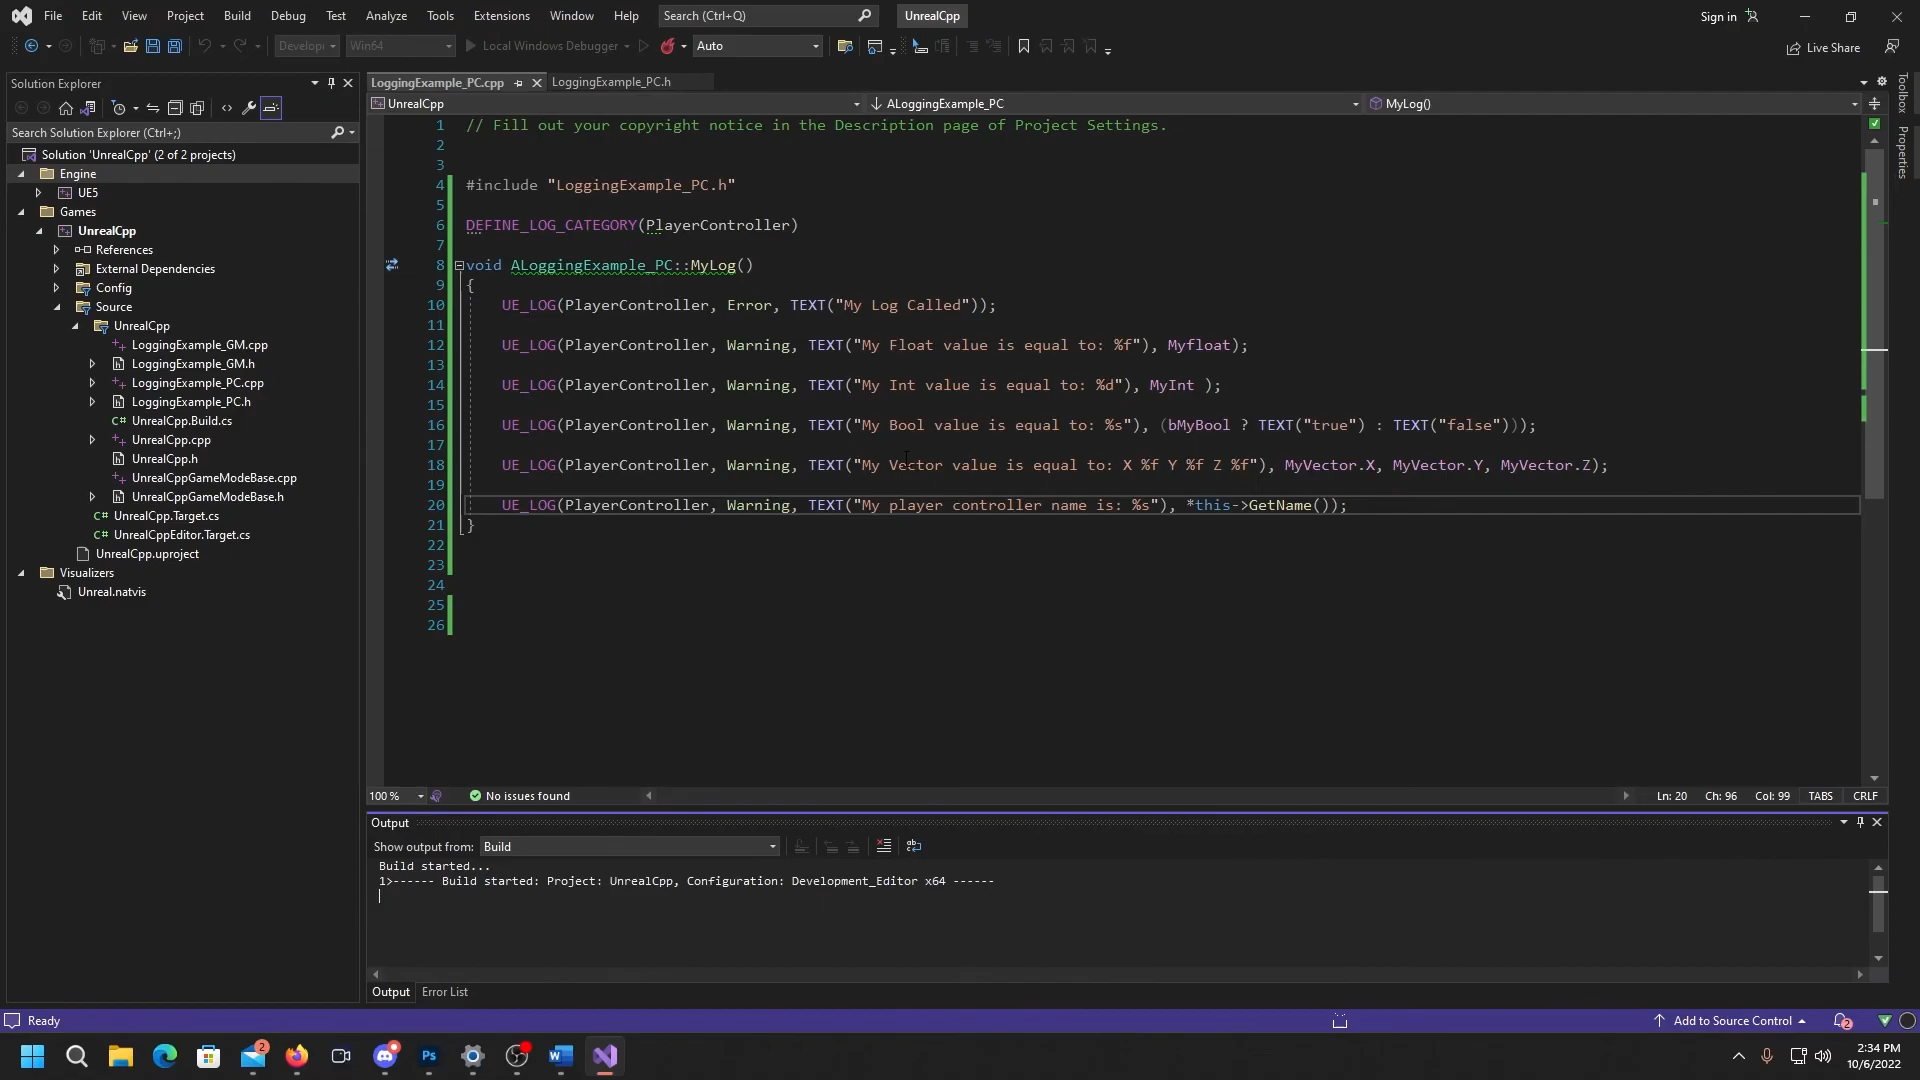 File Edit View Project Build Debug Test Analyze Tools Extensions Window Help Search (Ctrl+Q) UnrealCpp Sign in
Develop Win64 Local Windows Debugger Auto Live Share
Solution Explorer
Search Solution Explorer (Ctrl+;)
Solution 'UnrealCpp' (2 of 2 projects)
Engine
UE5
Games
UnrealCpp
References
External Dependencies
Config
Source
UnrealCpp
LoggingExample_GM.cpp
LoggingExample_GM.h
LoggingExample_PC.cpp
LoggingExample_PC.h
UnrealCpp.Build.cs
UnrealCpp.cpp
UnrealCpp.h
UnrealCppGameModeBase.cpp
UnrealCppGameModeBase.h
UnrealCpp.Target.cs
UnrealCppEditor.Target.cs
UnrealCpp.uproject
Visualizers
Unreal.natvis
LoggingExample_PC.cpp LoggingExample_PC.h
UnrealCpp ALoggingExample_PC MyLog()
1 // Fill out your copyright notice in the Description page of Project Settings.
2
3
4 #include "LoggingExample_PC.h"
5
6 DEFINE_LOG_CATEGORY(PlayerController)
7
8 void ALoggingExample_PC::MyLog()
9 {
10 UE_LOG(PlayerController, Error, TEXT("My Log Called"));
11
12 UE_LOG(PlayerController, Warning, TEXT("My Float value is equal to: %f"), Myfloat);
13
14 UE_LOG(PlayerController, Warning, TEXT("My Int value is equal to: %d"), MyInt );
15
16 UE_LOG(PlayerController, Warning, TEXT("My Bool value is equal to: %s"), (bMyBool ? TEXT("true") : TEXT("false")));
17
18 UE_LOG(PlayerController, Warning, TEXT("My Vector value is equal to: X %f Y %f Z %f"), MyVector.X, MyVector.Y, MyVector.Z);
19
20 UE_LOG(PlayerController, Warning, TEXT("My player controller name is: %s"), *this->GetName());
21 }
22
23
24
25
26
100 % No issues found Ln: 20 Ch: 96 Col: 99 TABS CRLF
Output
Show output from: Build
Build started...
1>------ Build started: Project: UnrealCpp, Configuration: Development_Editor x64 ------
Output Error List
Toolbox
Properties
Ready Add to Source Control 2
2 Ps W
2:34 PM
10/6/2022